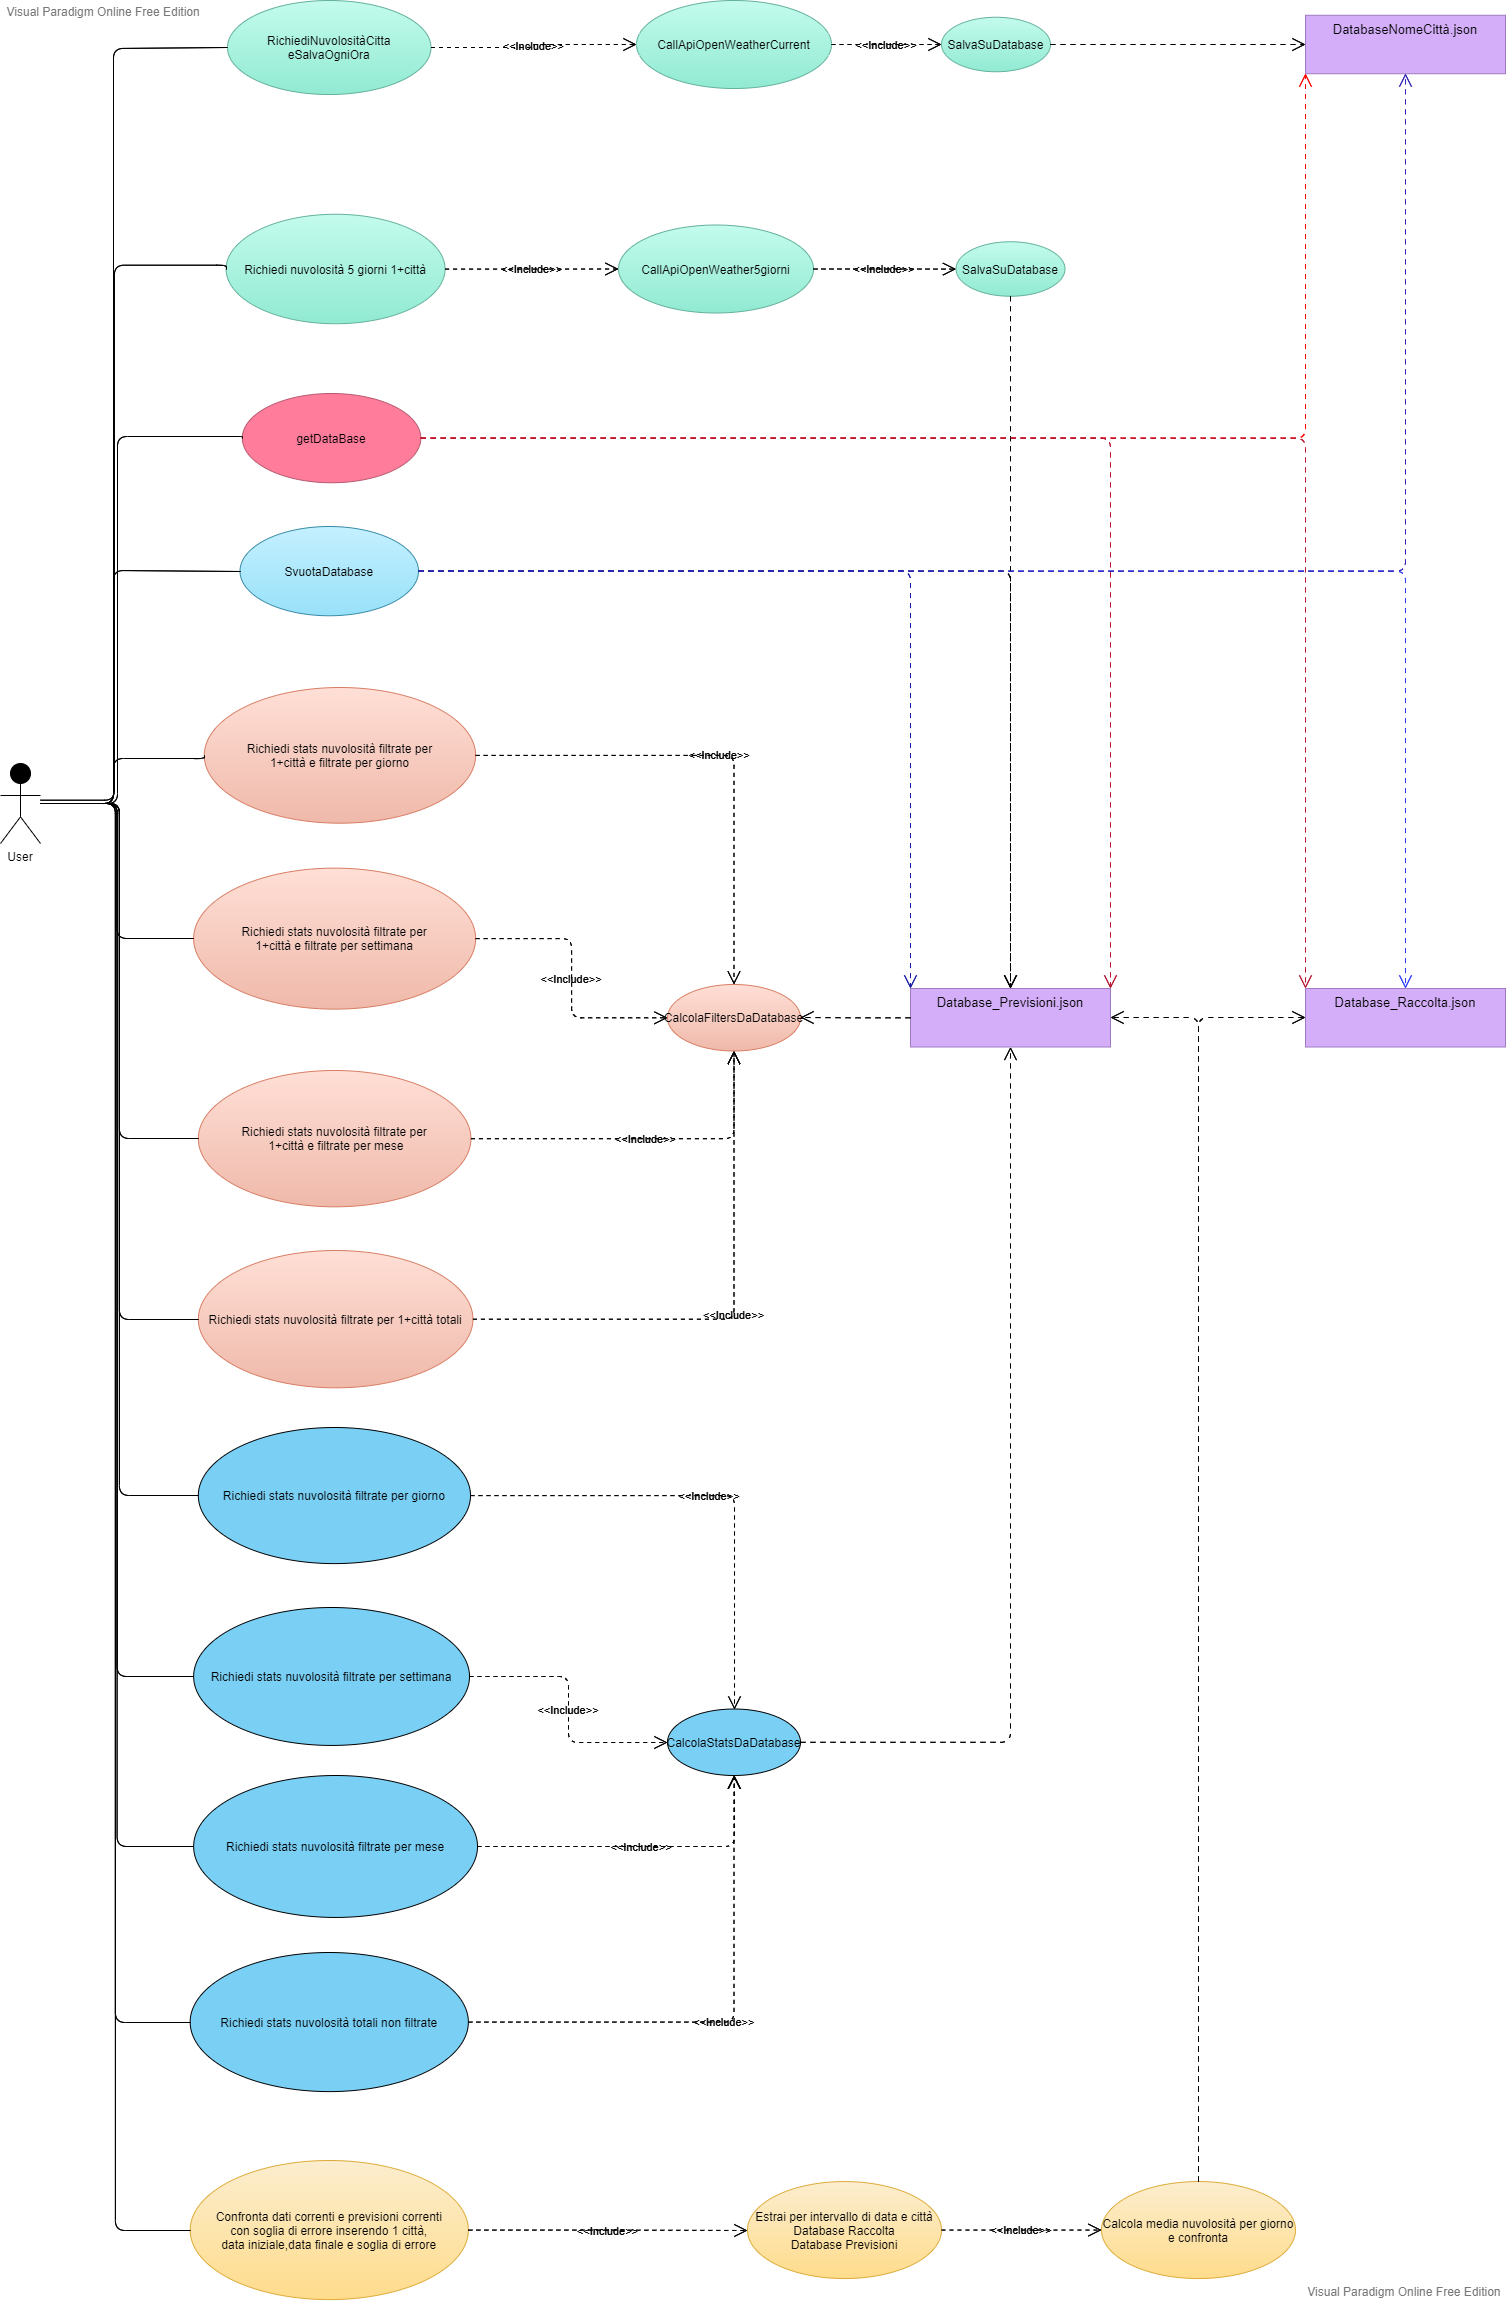 Visual Paradigm Online Free Edition
RichiediNuvolositàCitta
eSalvaOgniOra
<<Include>>
CallApiOpenWeatherCurrent
<<Include>>
SalvaSuDatabase
DatabaseNomeCittà.json
Richiedi nuvolosità 5 giorni 1+città
<<Include>>
CallApiOpenWeather5giorni
<<Include>>
SalvaSuDatabase
getDataBase
SvuotaDatabase
Richiedi stats nuvolosità filtrate per
1+città e filtrate per giorno
<<Include>>
User
Richiedi stats nuvolosità filtrate per
1+città e filtrate per settimana
<<Include>>
CalcolaFiltersDaDatabase
Database_Previsioni.json
Database_Raccolta.json
Richiedi stats nuvolosità filtrate per
1+città e filtrate per mese
<<Include>>
Richiedi stats nuvolosità filtrate per 1+città totali
<<Include>>
Richiedi stats nuvolosità filtrate per giorno
<<Include>>
Richiedi stats nuvolosità filtrate per settimana
<<Include>>
CalcolaStatsDaDatabase
Richiedi stats nuvolosità filtrate per mese
<<Include>>
Richiedi stats nuvolosità totali non filtrate
<<Include>>
Confronta dati correnti e previsioni correnti
con soglia di errore inserendo 1 città,
data iniziale,data finale e soglia di errore
<<Include>>
Estrai per intervallo di data e città
Database Raccolta
Database Previsioni
<<Include>>
Calcola media nuvolosità per giorno
e confronta
Visual Paradigm Online Free Edition